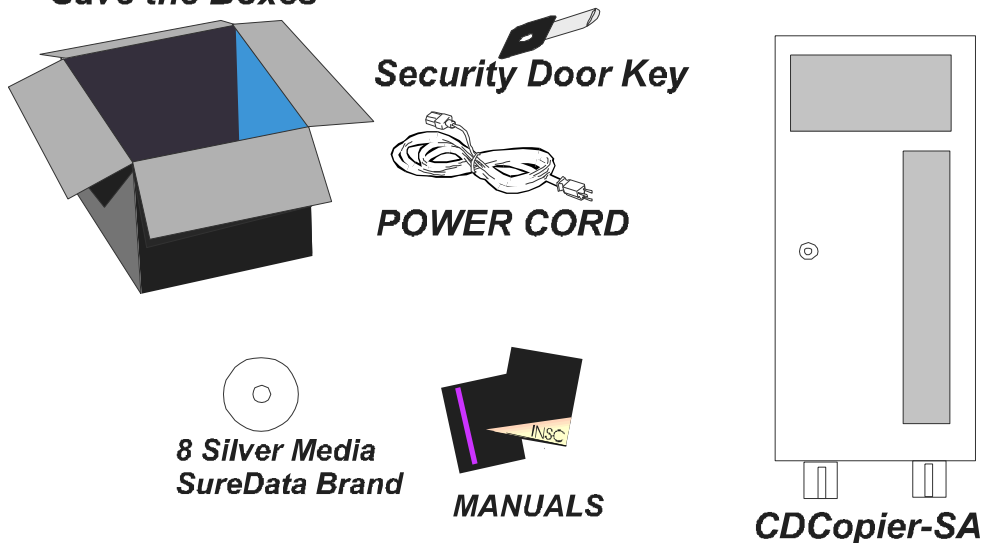 Save the Boxes
Security Door Key
POWER CORD
8 Silver Media
SureData Brand
INSC
MANUALS
CDCopier-SA